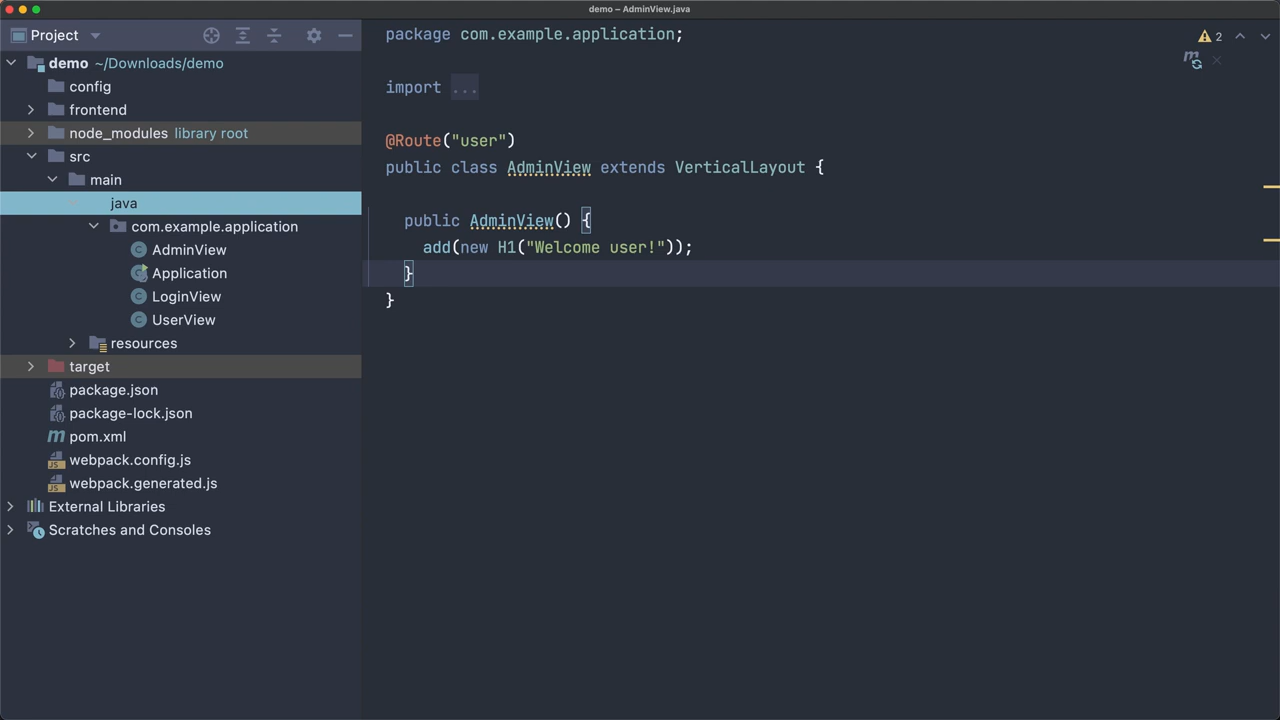 demo – AdminView.java
Project
demo ~/Downloads/demo
config
frontend
node_modules library root
src
main
java
com.example.application
AdminView
Application
LoginView
UserView
resources
target
package.json
package-lock.json
pom.xml
webpack.config.js
webpack.generated.js
External Libraries
Scratches and Consoles
package com.example.application;
import ...
@Route("user")
public class AdminView extends VerticalLayout {
public AdminView() {
add(new H1("Welcome user!"));
}
}
2